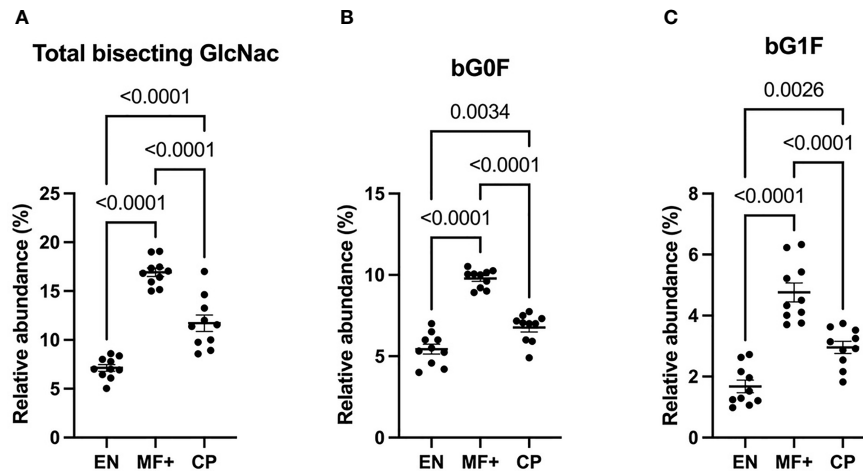 A
Total bisecting GlcNac
<0.0001
<0.0001
<0.0001
Relative abundance (%)
25
20
15
10
5
0
EN MF+ CP
B
bG0F
0.0034
<0.0001
<0.0001
Relative abundance (%)
15
10
5
0
EN MF+ CP
C
bG1F
0.0026
<0.0001
<0.0001
Relative abundance (%)
8
6
4
2
0
EN MF+ CP